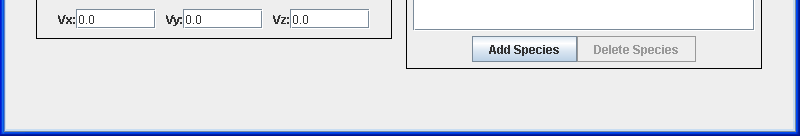 Vx: 0.0 Vy: 0.0 Vz: 0.0
Add Species Delete Species